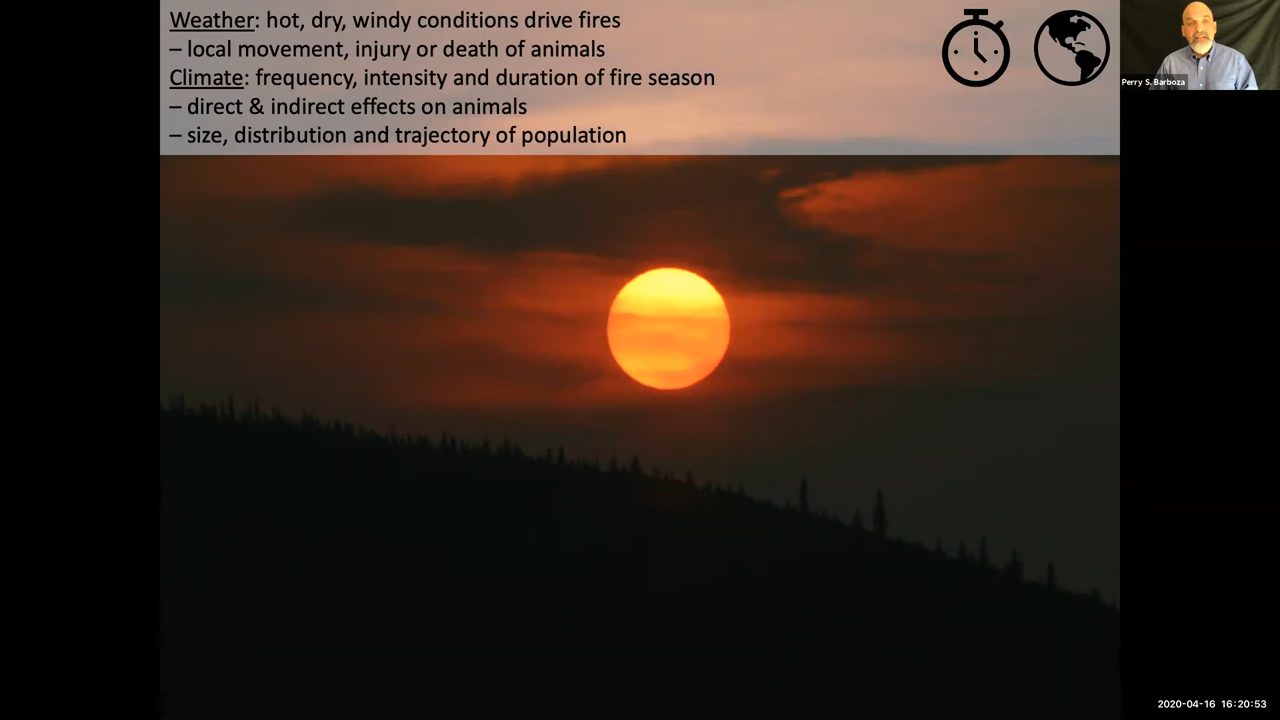 Weather: hot, dry, windy conditions drive fires
– local movement, injury or death of animals
Climate: frequency, intensity and duration of fire season
– direct & indirect effects on animals
– size, distribution and trajectory of population
Perry S. Barboza
2020-04-16 16:20:53